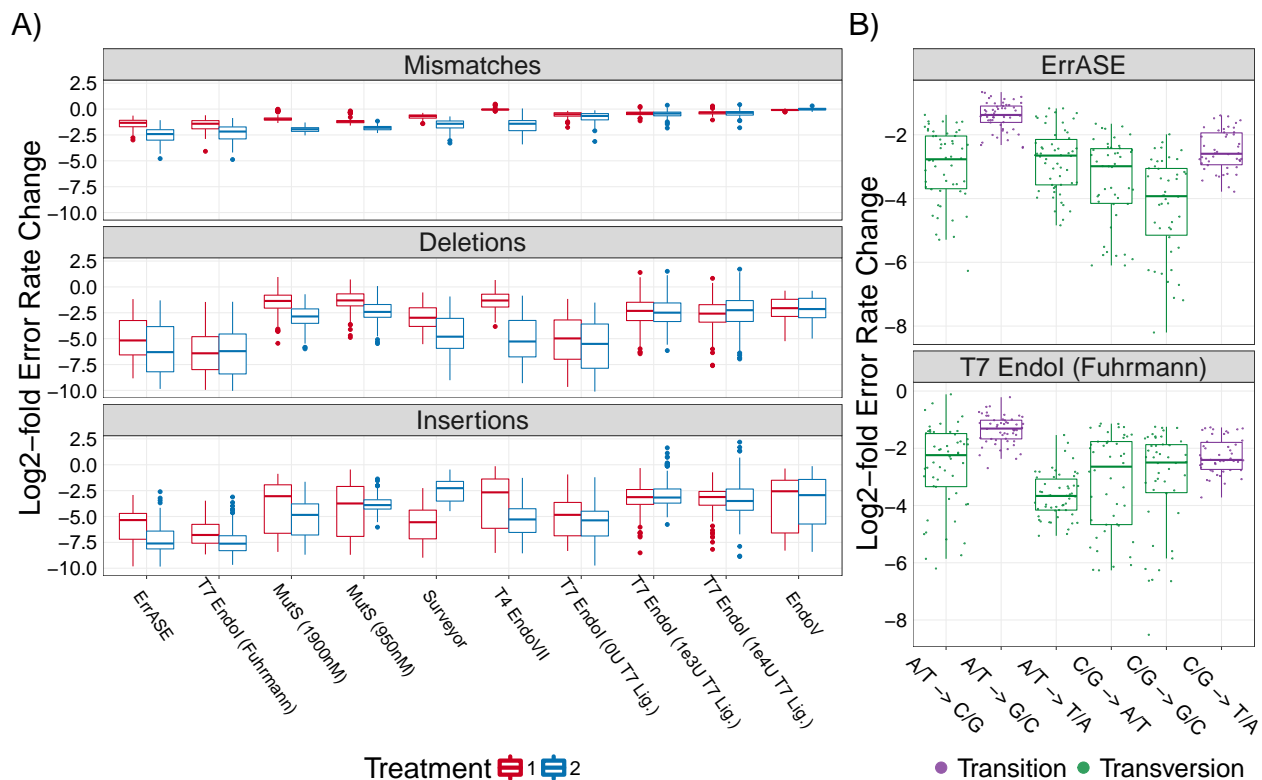 A)
Log2−fold Error Rate Change
Mismatches
2.5
0.0
−2.5
−5.0
−7.5
−10.0
Deletions
2.5
0.0
−2.5
−5.0
−7.5
−10.0
Insertions
2.5
0.0
−2.5
−5.0
−7.5
−10.0
ErrASE
T7 EndoI (Fuhrmann)
MutS (1900nM)
MutS (950nM)
Surveyor
T4 EndoVII
T7 EndoI (0U T7 Lig.)
T7 EndoI (1e3U T7 Lig.)
T7 EndoI (1e4U T7 Lig.)
EndoV
Treatment 1 2
B)
Log2−fold Error Rate Change
ErrASE
−2
−4
−6
−8
T7 EndoI (Fuhrmann)
0
−2
−4
−6
−8
A/T −> C/G
A/T −> G/C
A/T −> T/A
C/G −> A/T
C/G −> G/C
C/G −> T/A
Transition Transversion